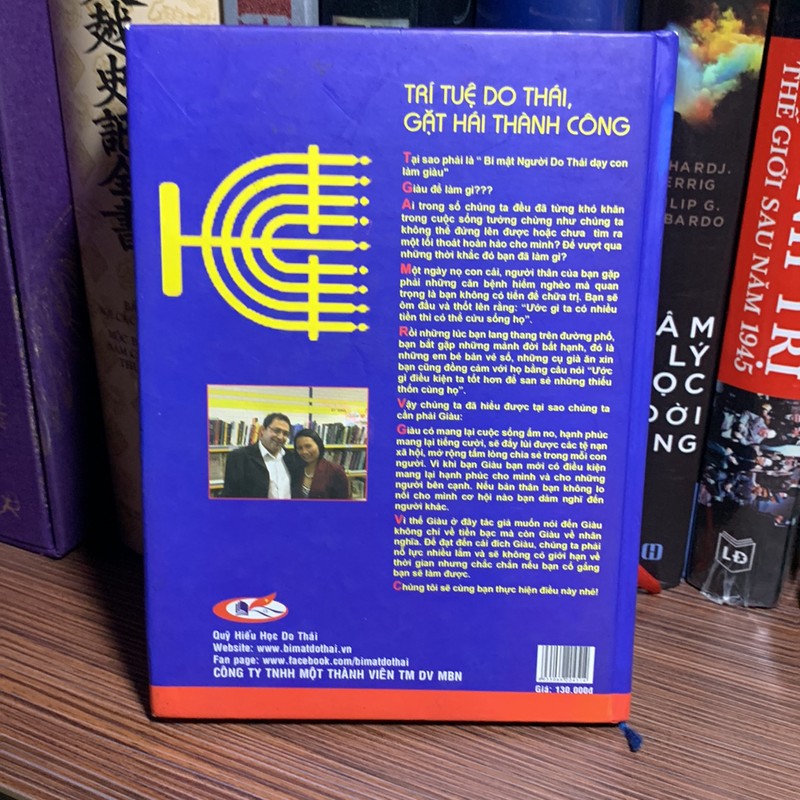 TRÍ TUỆ DO THÁI,
GẶT HÁI THÀNH CÔNG
Tại sao phải là " Bí mật Người Do Thái dạy con
làm giàu"
Giàu để làm gì???
Ai trong số chúng ta đều đã từng khó khăn
trong cuộc sống tưởng chừng như chúng ta
không thể đứng lên được hoặc chưa tìm ra
một lối thoát hoàn hảo cho mình? Để vượt qua
những thời khắc đó bạn đã làm gì?
Một ngày nọ con cái, người thân của bạn gặp
phải những căn bệnh hiểm nghèo mà quan
trọng là bạn không có tiền để chữa trị. Bạn sẽ
ôm đầu và thốt lên rằng: "Ước gì ta có nhiều
tiền thì có thể cứu sống họ".
Rồi những lúc bạn lang thang trên đường phố,
bạn bắt gặp những mảnh đời bất hạnh, đó là
những em bé bán vé số, những cụ già ăn xin
bạn cũng đồng cảm với họ bằng câu nói "Ước
gì điều kiện ta tốt hơn để san sẻ những thiếu
thốn cùng họ".
Vậy chúng ta đã hiểu được tại sao chúng ta
cần phải Giàu:
Giàu có mang lại cuộc sống ấm no, hạnh phúc
mang lại tiếng cười, sẽ đẩy lùi được các tệ nạn
xã hội, mở rộng tấm lòng chia sẻ trong mỗi con
người. Vì khi bạn Giàu bạn mới có điều kiện
mang lại hạnh phúc cho mình và cho những
người bên cạnh. Nếu bản thân bạn không lo
nổi cho mình cơ hội nào bạn dám nghĩ đến
người khác.
Vì thế Giàu ở đây tác giả muốn nói đến Giàu
không chỉ về tiền bạc mà còn Giàu về nhân
nghĩa. Để đạt đến cái đích Giàu, chúng ta phải
nỗ lực nhiều lắm và sẽ không có giới hạn về
thời gian nhưng chắc chắn nếu bạn cố gắng
bạn sẽ làm được.
Chúng tôi sẽ cùng bạn thực hiện điều này nhé!
Quỹ Hiếu Học Do Thái
Website: www.bimatdothai.vn
Fan page: www.facebook.com/bimatdothai
CÔNG TY TNHH MỘT THÀNH VIÊN TM DV MBN
Giá: 130.000đ
HARDJ.
ERRIG
LIP G.
BARDO
ÂM
LÝ
ỌC
ĐỜI
NG
THẾ GIỚI SAU NĂM 1945
TRỊ
LĐ
越史